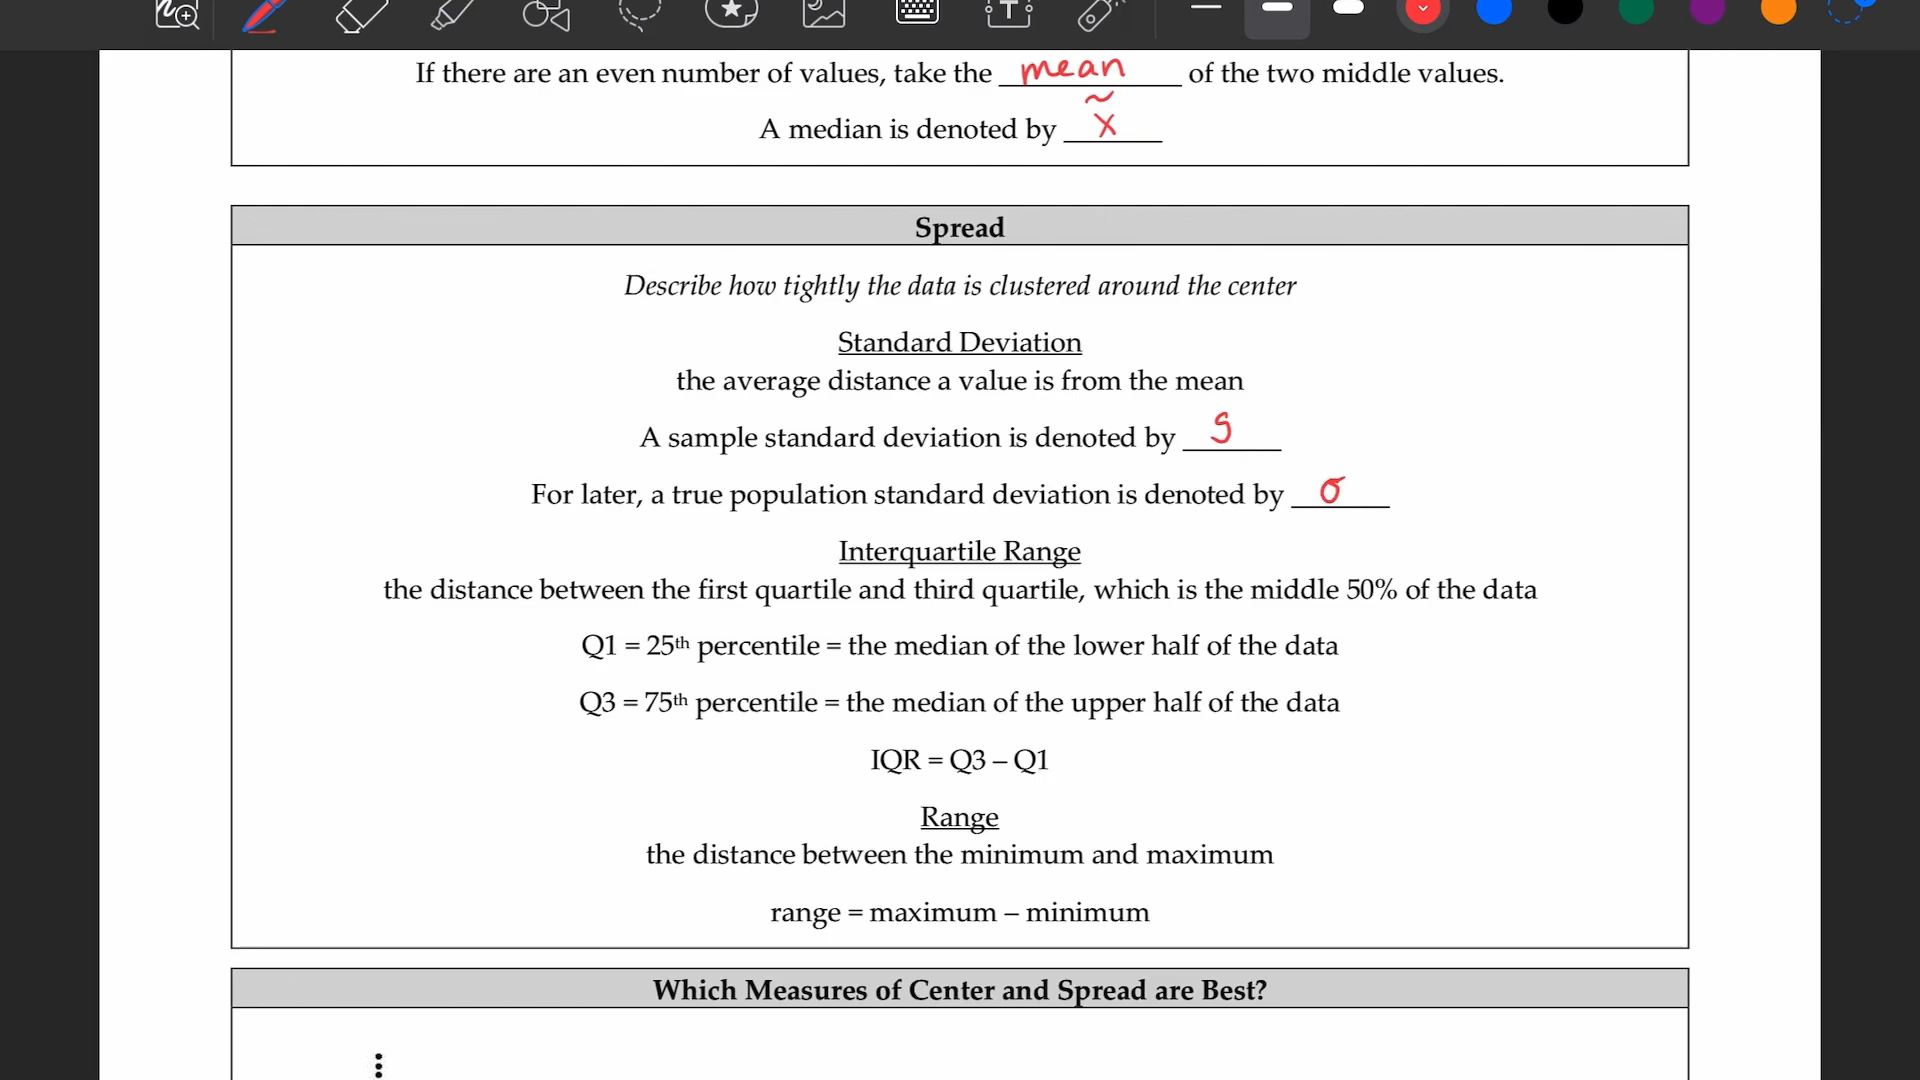 If there are an even number of values, take the mean of the two middle values.
A median is denoted by x̃
Spread
Describe how tightly the data is clustered around the center
Standard Deviation
the average distance a value is from the mean
A sample standard deviation is denoted by s
For later, a true population standard deviation is denoted by σ
Interquartile Range
the distance between the first quartile and third quartile, which is the middle 50% of the data
Q1 = 25th percentile = the median of the lower half of the data
Q3 = 75th percentile = the median of the upper half of the data
IQR = Q3 – Q1
Range
the distance between the minimum and maximum
range = maximum – minimum
Which Measures of Center and Spread are Best?